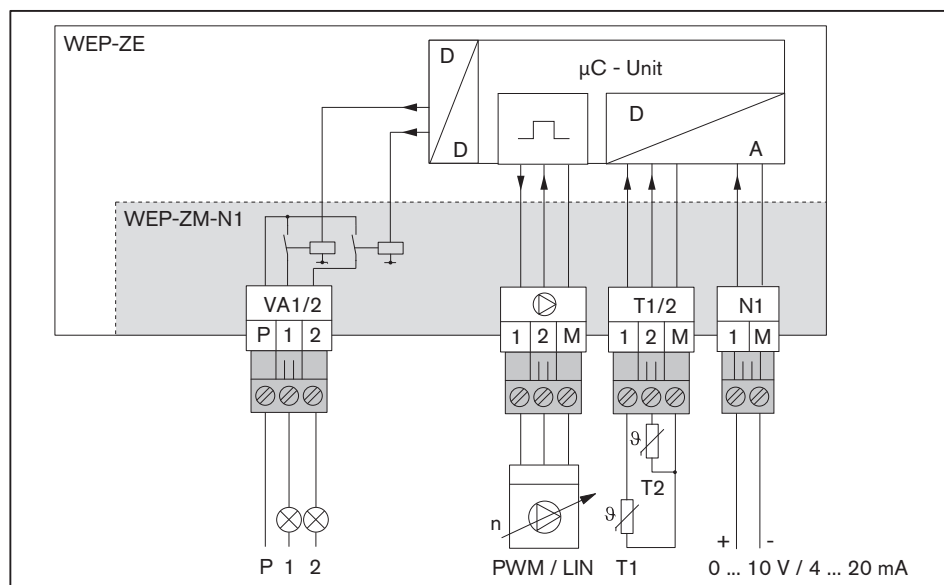 WEP-ZE
D
D
µC - Unit
D
A
WEP-ZM-N1
VA1/2
P 1 2
1 2 M
T1/2
1 2 M
N1
1 M
ϑ
T2
ϑ
n
+ -
P 1 2
PWM / LIN
T1
0 ... 10 V / 4 ... 20 mA